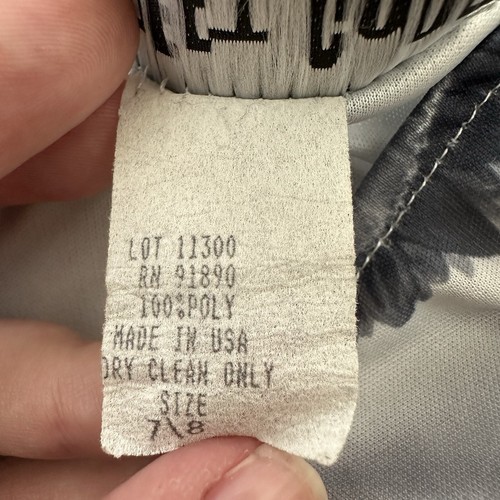 LOT 11300
RN 91890
100%POLY
MADE IN USA
DRY CLEAN ONLY
SIZE
7\8